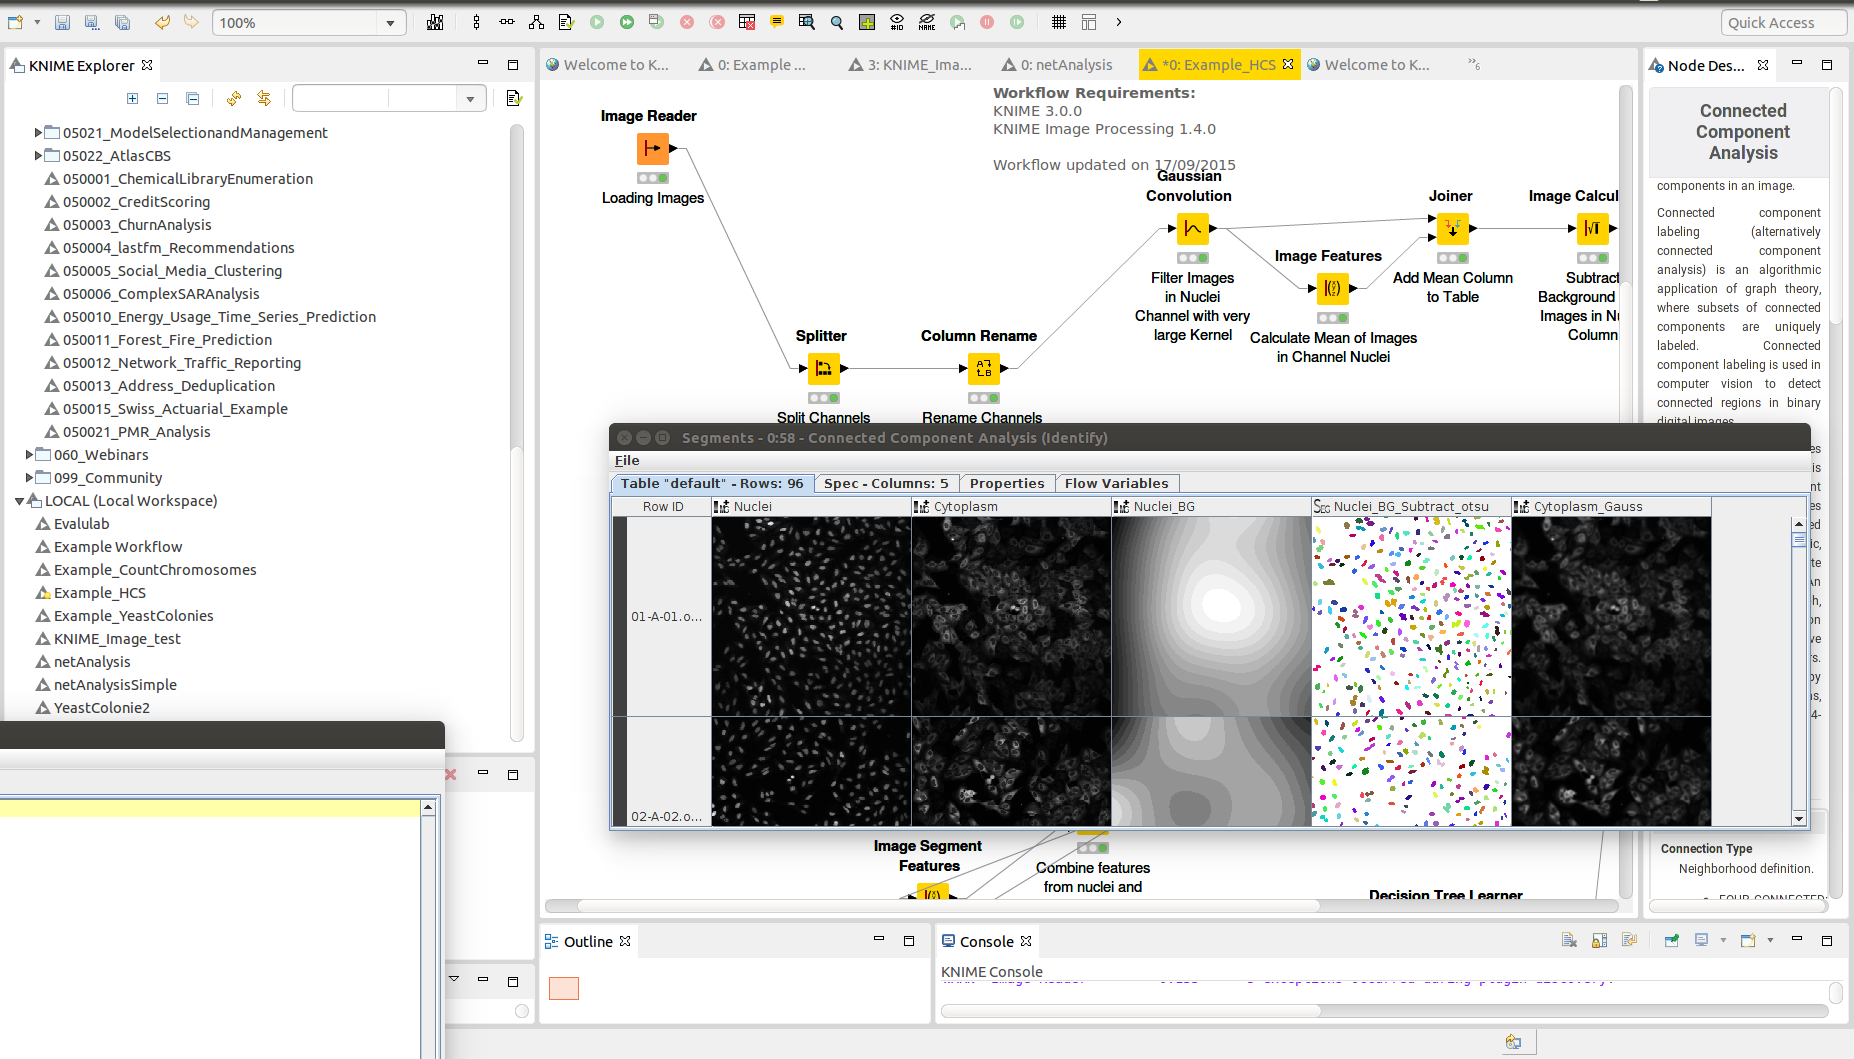 100%
Quick Access
KNIME Explorer
Welcome to K...
0: Example ...
3: KNIME_Ima...
0: netAnalysis
*0: Example_HCS
Welcome to K...
6
Node Des...
05021_ModelSelectionandManagement
05022_AtlasCBS
050001_ChemicalLibraryEnumeration
050002_CreditScoring
050003_ChurnAnalysis
050004_lastfm_Recommendations
050005_Social_Media_Clustering
050006_ComplexSARAnalysis
050010_Energy_Usage_Time_Series_Prediction
050011_Forest_Fire_Prediction
050012_Network_Traffic_Reporting
050013_Address_Deduplication
050015_Swiss_Actuarial_Example
050021_PMR_Analysis
060_Webinars
099_Community
LOCAL (Local Workspace)
Evalulab
Example Workflow
Example_CountChromosomes
Example_HCS
Example_YeastColonies
KNIME_Image_test
netAnalysis
netAnalysisSimple
YeastColonie2
Workflow Requirements:
KNIME 3.0.0
KNIME Image Processing 1.4.0
Workflow updated on 17/09/2015
Image Reader
Loading Images
Splitter
Split Channels
Column Rename
Rename Channels
Gaussian
Convolution
Filter Images
in Nuclei
Channel with very
large Kernel
Image Features
Calculate Mean of Images
in Channel Nuclei
Joiner
Add Mean Column
to Table
Image Calcul
Subtract
Background
Images in Nu
Column
Connected
Component
Analysis
components in an image.
Connected component
labeling (alternatively
connected component
analysis) is an algorithmic
application of graph theory,
where subsets of connected
components are uniquely
labeled. Connected
component labeling is used in
computer vision to detect
connected regions in binary
digital images
Segments - 0:58 - Connected Component Analysis (Identify)
File
Table "default" - Rows: 96
Spec - Columns: 5
Properties
Flow Variables
Row ID
Nuclei
Cytoplasm
Nuclei_BG
Nuclei_BG_Subtract_otsu
Cytoplasm_Gauss
01-A-01.o...
02-A-02.o...
Image Segment
Features
Combine features
from nuclei and
Decision Tree Learner
Connection Type
Neighborhood definition.
FOUR_CONNECTED:
Outline
Console
KNIME Console